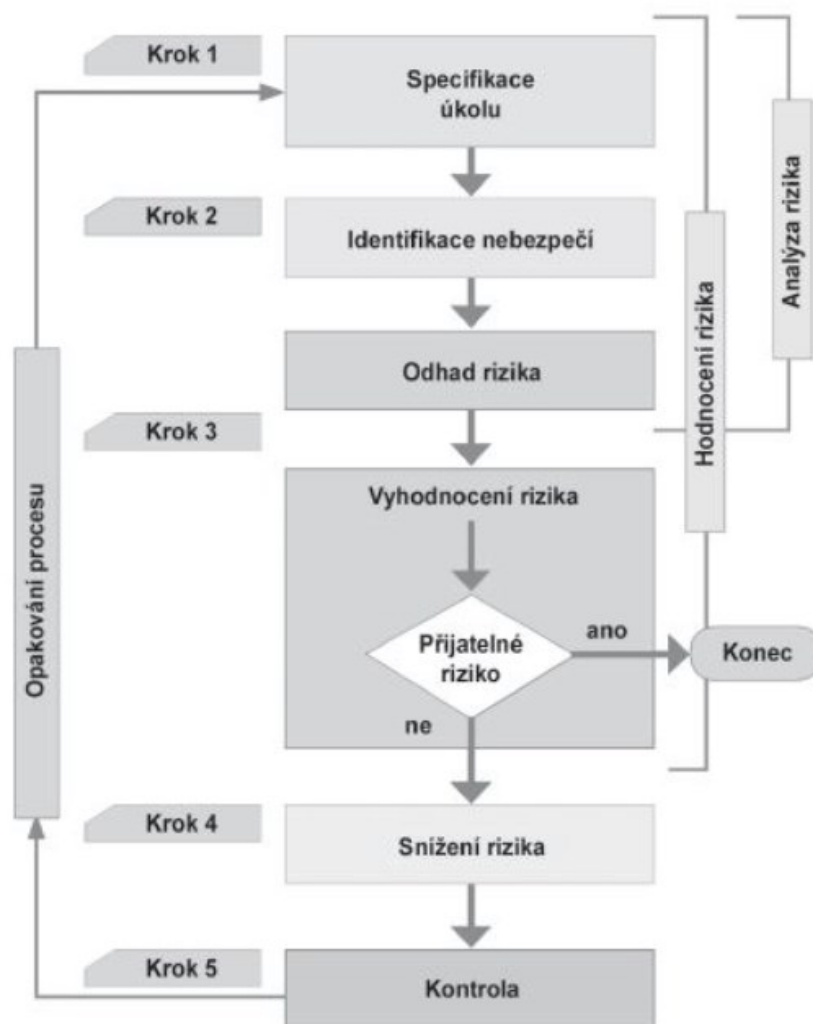 Krok 1
Specifikace
úkolu
Krok 2
Identifikace nebezpečí
Odhad rizika
Krok 3
Vyhodnocení rizika
Přijatelné
riziko
ano
Konec
ne
Krok 4
Snížení rizika
Krok 5
Kontrola
Opakování procesu
Hodnocení rizika
Analýza rizika